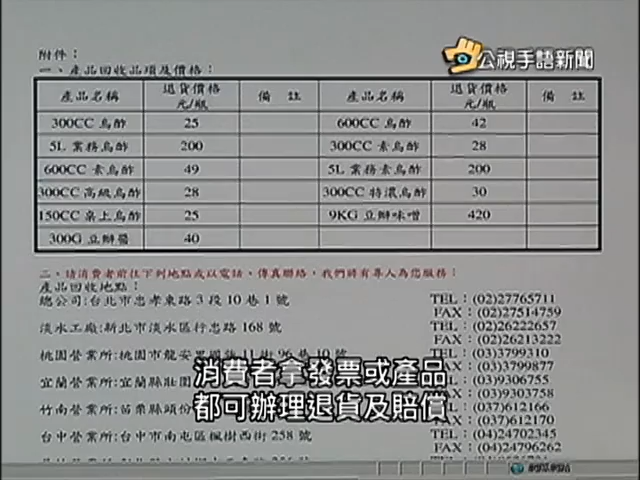 附件：
公視手語新聞
一、產品回收品項及價格：
產品名稱 退貨價格 元/瓶 備 註 產品名稱 退貨價格 元/瓶 備 註
300CC 烏醋 25 600CC 烏醋 42
5L 業務烏醋 200 300CC 素烏醋 28
600CC 素烏醋 49 5L 業務素烏醋 200
300CC 高級烏醋 28 300CC 特濃烏醋 30
150CC 桌上烏醋 25 9KG 豆瓣味噌 420
300G 豆瓣醬 40
二、請消費者前往下列地點或以電話、傳真聯絡，我們將有專人為您服務：
產品回收地點：
總公司:台北市忠孝東路 3 段 10 巷 1 號 TEL：(02)27765711
FAX：(02)27514759
淡水工廠:新北市淡水區行忠路 168 號 TEL：(02)26222657
FAX：(02)26213222
桃園營業所:桃園市龍安里國強 11 街 96 巷 10 號 TEL：(03)3799310
FAX：(03)3799877
宜蘭營業所:宜蘭縣壯圍 TEL：(03)9306755
FAX：(03)9303758
竹南營業所:苗栗縣頭份 TEL：(037)612166
FAX：(037)612170
台中營業所:台中市南屯區楓樹西街 258 號 TEL：(04)24702345
FAX：(04)24796262
消費者拿發票或產品
都可辦理退貨及賠償